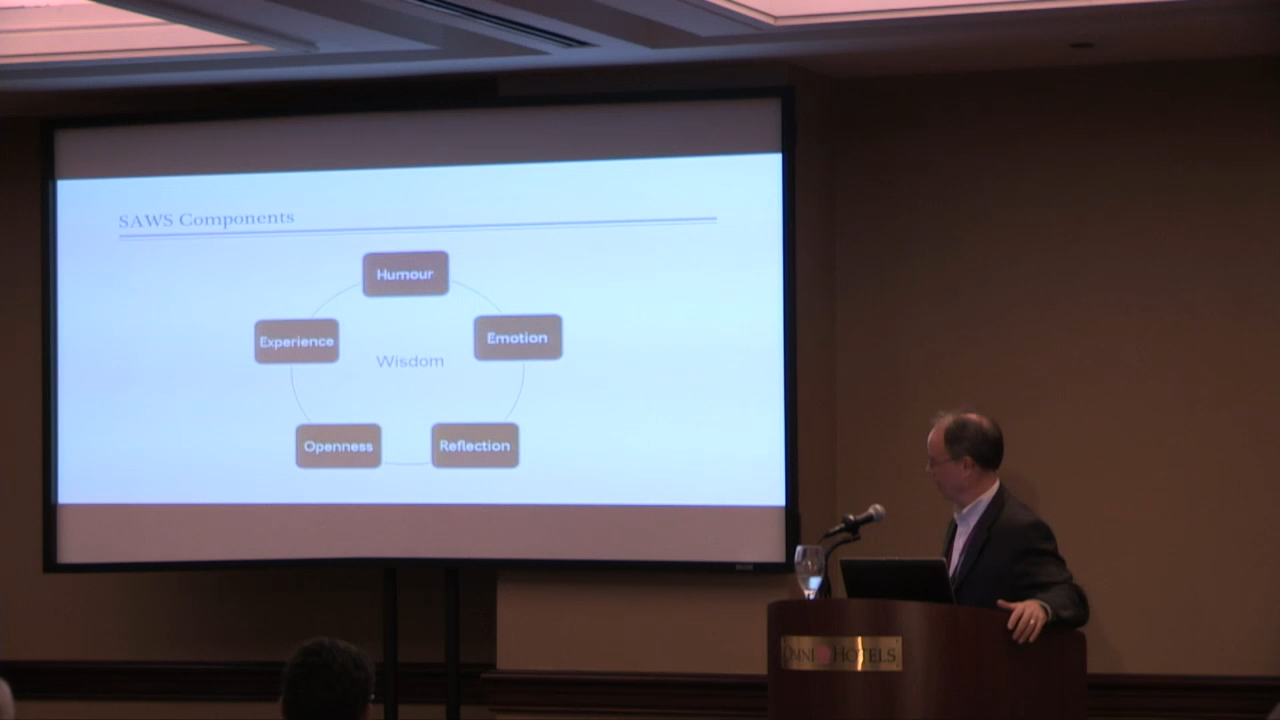 SAWS Components
Humour
Experience
Emotion
Wisdom
Openness
Reflection
OMNI HOTELS